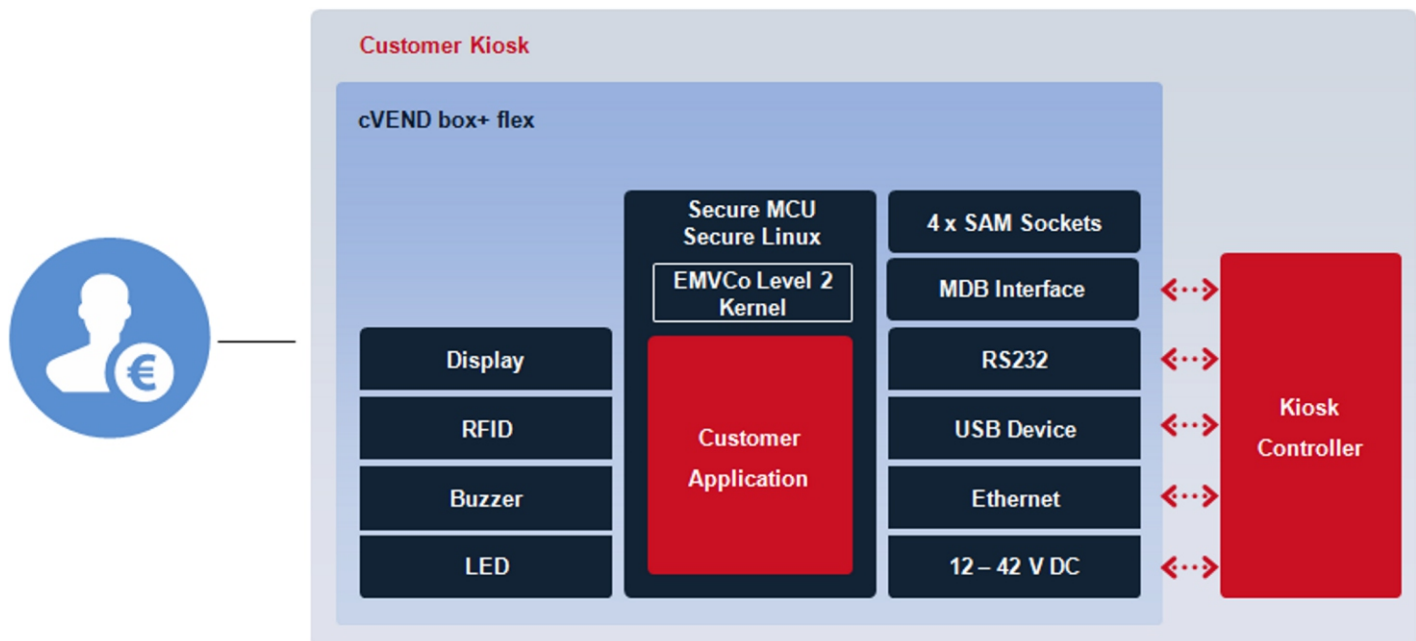 Customer Kiosk
cVEND box+ flex
Secure MCU
Secure Linux
EMVCo Level 2
Kernel
Customer
Application
Display
RFID
Buzzer
LED
4 x SAM Sockets
MDB Interface
RS232
USB Device
Ethernet
12 – 42 V DC
Kiosk
Controller
€